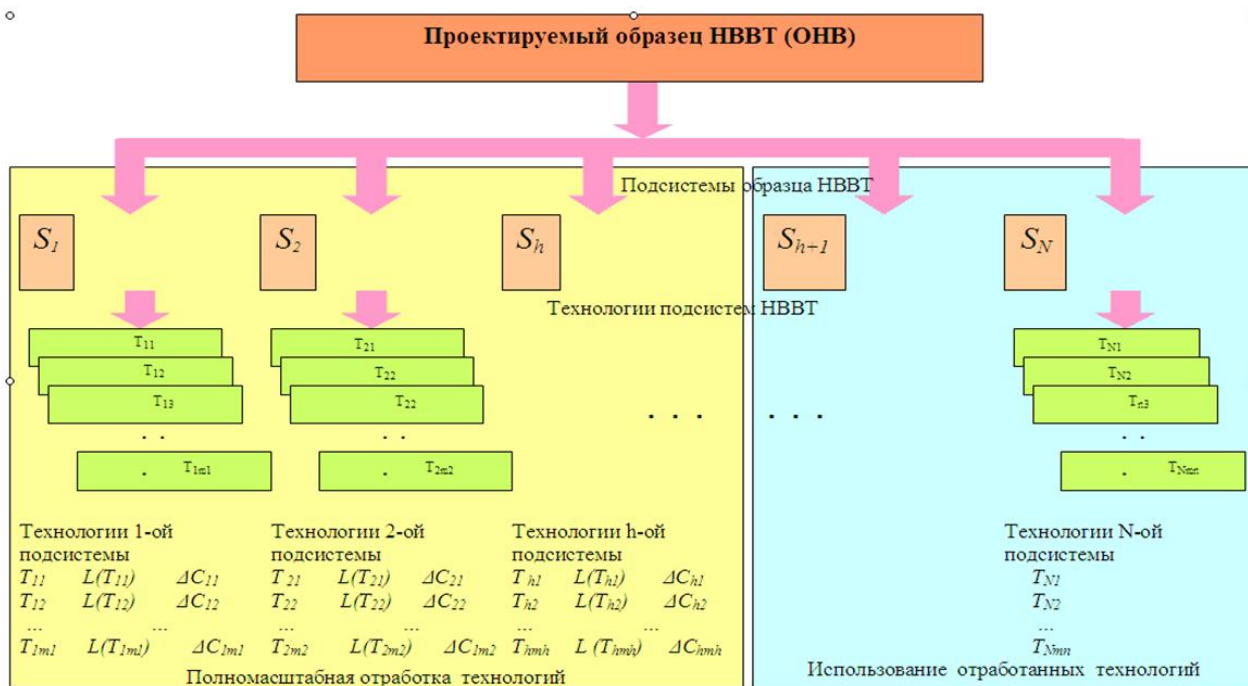 Проектируемый образец НВВТ (ОНВ)
Подсистемы образца НВВТ
S1 S2 Sh Sh+1 SN
Технологии подсистем НВВТ
T11 T21 TN1
T12 T22 TN2
T13 T22 Tn3
. . . . . .
. . . . . .
. T1m1 . T2m2 . TNmn
Технологии 1-ой подсистемы
Технологии 2-ой подсистемы
Технологии h-ой подсистемы
Технологии N-ой подсистемы
T11 L(T11) ΔC11 T21 L(T21) ΔC21 Th1 L(Th1) ΔCh1 TN1
T12 L(T12) ΔC12 T22 L(T22) ΔC22 Th2 L(Th2) ΔCh2 TN2
... ... ... ... ... ... ...
T1m1 L(T1m1) ΔC1m1 T2m2 L(T2m2) ΔC1m2 Thmh L (Thmh) ΔChmh TNmn
Полномасштабная отработка технологий
Использование отработанных технологий